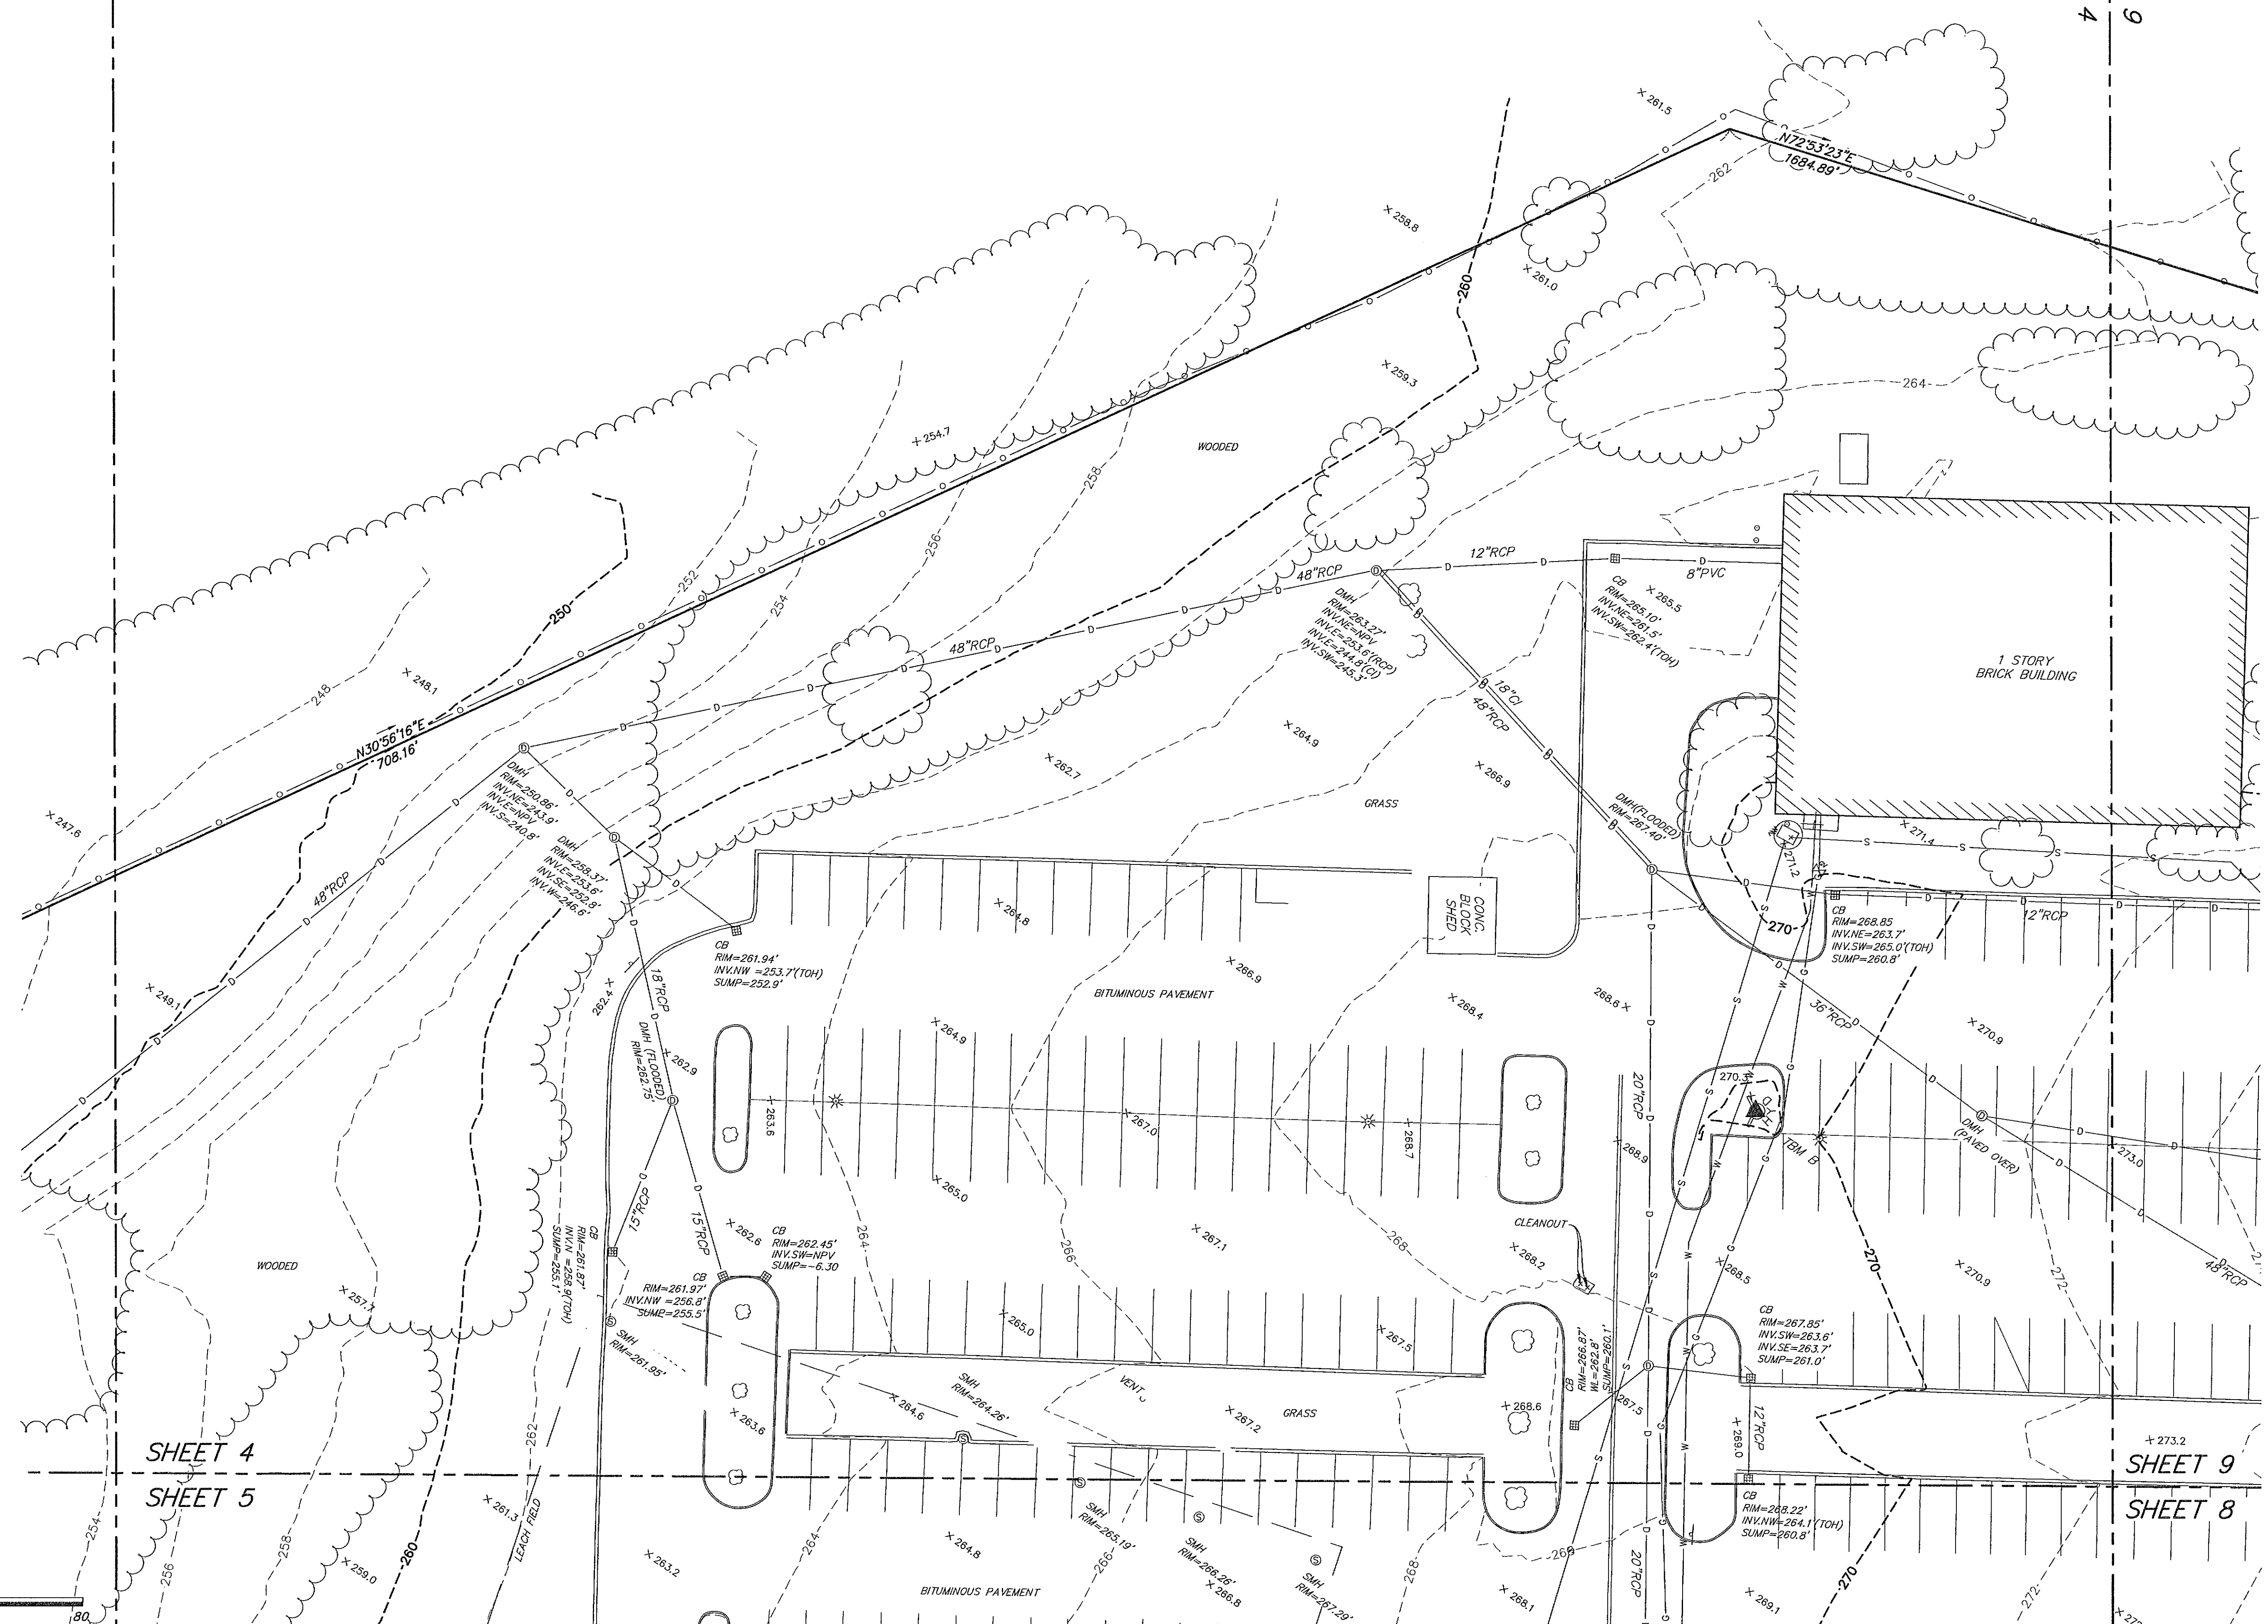 9
4
261.5
N72°53'23"E
1684.89'
262
258.8
261.0
260
259.3
264
254.7
WOODED
258
256
252
254
250
48"RCP
12"RCP
8"PVC
DMH
RIM=263.27'
INV.NE=NPV
INV.E=253.6'(RCP)
INV.E=244.8'(CI)
INV.SW=245.3'
CB
RIM=265.10'
INV.NE=261.5'
INV.SW=262.4'(TOH)
265.5
1 STORY
BRICK BUILDING
48"RCP
18"CI
48"RCP
248.1
248
N30°56'16"E
708.16'
264.9
262.7
266.9
GRASS
DMH
RIM=250.86'
INV.NE=243.9'
INV.E=NPV
INV.S=240.8'
DMH
RIM=258.37'
INV.E=253.6'
INV.SE=252.8'
INV.W=246.6'
DMH(FLOODED)
RIM=267.40'
271.4
271.2
247.6
48"RCP
264.8
CONC.
BLOCK
SHED
270
12"RCP
CB
RIM=268.85
INV.NE=263.7'
INV.SW=265.0'(TOH)
SUMP=260.8'
CB
RIM=261.94'
INV.NW =253.7'(TOH)
SUMP=252.9'
262.4
18"RCP
249.1
266.9
BITUMINOUS PAVEMENT
268.4
268.6
36"RCP
264.9
270.9
DMH (FLOODED)
RIM=262.75'
262.9
263.6
267.0
268.7
20"RCP
268.9
270.3
HYD
TBM B
DMH
(PAVED OVER)
273.0
265.0
15"RCP
15"RCP
262.6
CB
RIM=262.45'
INV.SW=NPV
SUMP=-6.30
264
266
267.1
268
CLEANOUT
268.2
268.5
270
270.9
272
48"RCP
WOODED
257.7
CB
RIM=261.87'
INV.N =258.9'(TOH)
SUMP=255.1'
CB
RIM=261.97'
INV.NW =256.8'
SUMP=255.5'
SMH
RIM=261.95'
265.0
267.5
CB
RIM=266.87'
WL=262.8'
SUMP=260.1'
CB
RIM=267.85'
INV.SW=263.6'
INV.SE=263.7'
SUMP=261.0'
SMH
RIM=264.26'
VENT
263.6
264.6
267.2
GRASS
268.6
267.5
269.0
12"RCP
273.2
262
SHEET 4
SHEET 9
SHEET 5
SHEET 8
261.3
LEACH FIELD
254
256
258
259.0
260
263.2
264
264.8
SMH
RIM=265.19'
266
SMH
RIM=266.26'
266.8
SMH
RIM=267.29'
268
268.1
20"RCP
CB
RIM=268.22'
INV.NW=264.1'(TOH)
SUMP=260.8'
270
269.1
272
BITUMINOUS PAVEMENT
80